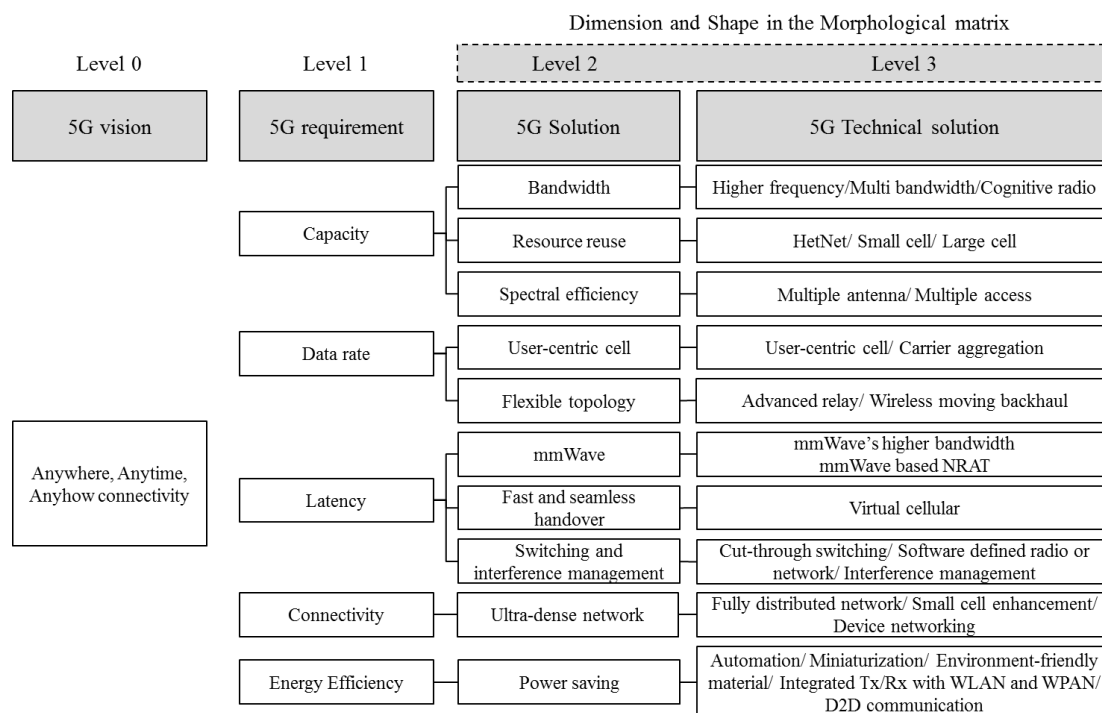 Dimension and Shape in the Morphological matrix
Level 0
Level 1
Level 2
Level 3
5G vision
5G requirement
5G Solution
5G Technical solution
Anywhere, Anytime,
Anyhow connectivity
Capacity
Bandwidth
Higher frequency/Multi bandwidth/Cognitive radio
Resource reuse
HetNet/ Small cell/ Large cell
Spectral efficiency
Multiple antenna/ Multiple access
Data rate
User-centric cell
User-centric cell/ Carrier aggregation
Flexible topology
Advanced relay/ Wireless moving backhaul
Latency
mmWave
mmWave’s higher bandwidth
mmWave based NRAT
Fast and seamless
handover
Virtual cellular
Switching and
interference management
Cut-through switching/ Software defined radio or
network/ Interference management
Connectivity
Ultra-dense network
Fully distributed network/ Small cell enhancement/
Device networking
Energy Efficiency
Power saving
Automation/ Miniaturization/ Environment-friendly
material/ Integrated Tx/Rx with WLAN and WPAN/
D2D communication